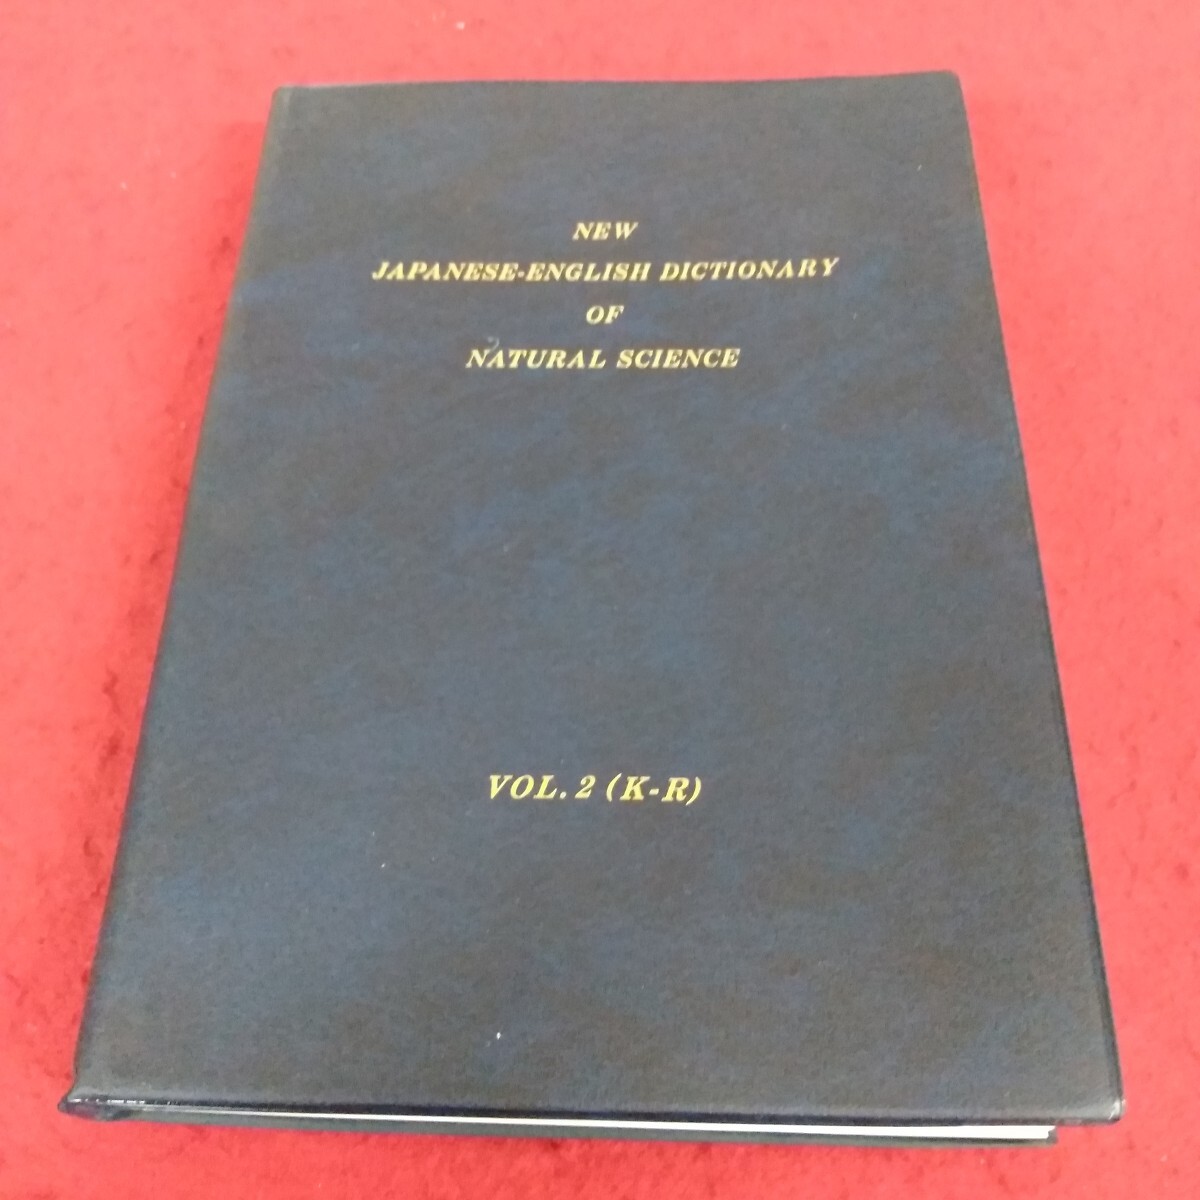 NEW
JAPANESE-ENGLISH DICTIONARY
OF
NATURAL SCIENCE
VOL. 2 (K-R)